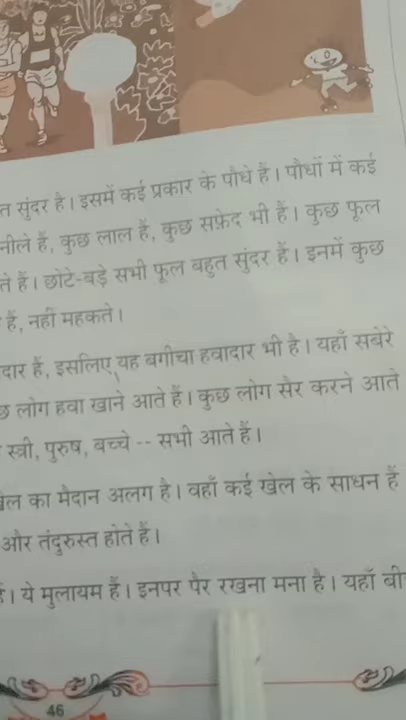 सुंदर है। इसमें कई प्रकार के पौधे हैं। पौधों में कई
नीले हैं, कुछ लाल हैं, कुछ सफ़ेद भी हैं। कुछ फूल
हैं। छोटे-बड़े सभी फूल बहुत सुंदर हैं। इनमें कुछ
हैं, नहीं महकते।
दार हैं, इसलिए यह बगीचा हवादार भी है। यहाँ सबेरे
लोग हवा खाने आते हैं। कुछ लोग सैर करने आते
स्त्री, पुरुष, बच्चे -- सभी आते हैं।
का मैदान अलग है। वहाँ कई खेल के साधन हैं
और तंदुरुस्त होते हैं।
। ये मुलायम हैं। इनपर पैर रखना मना है। यहाँ बी
46